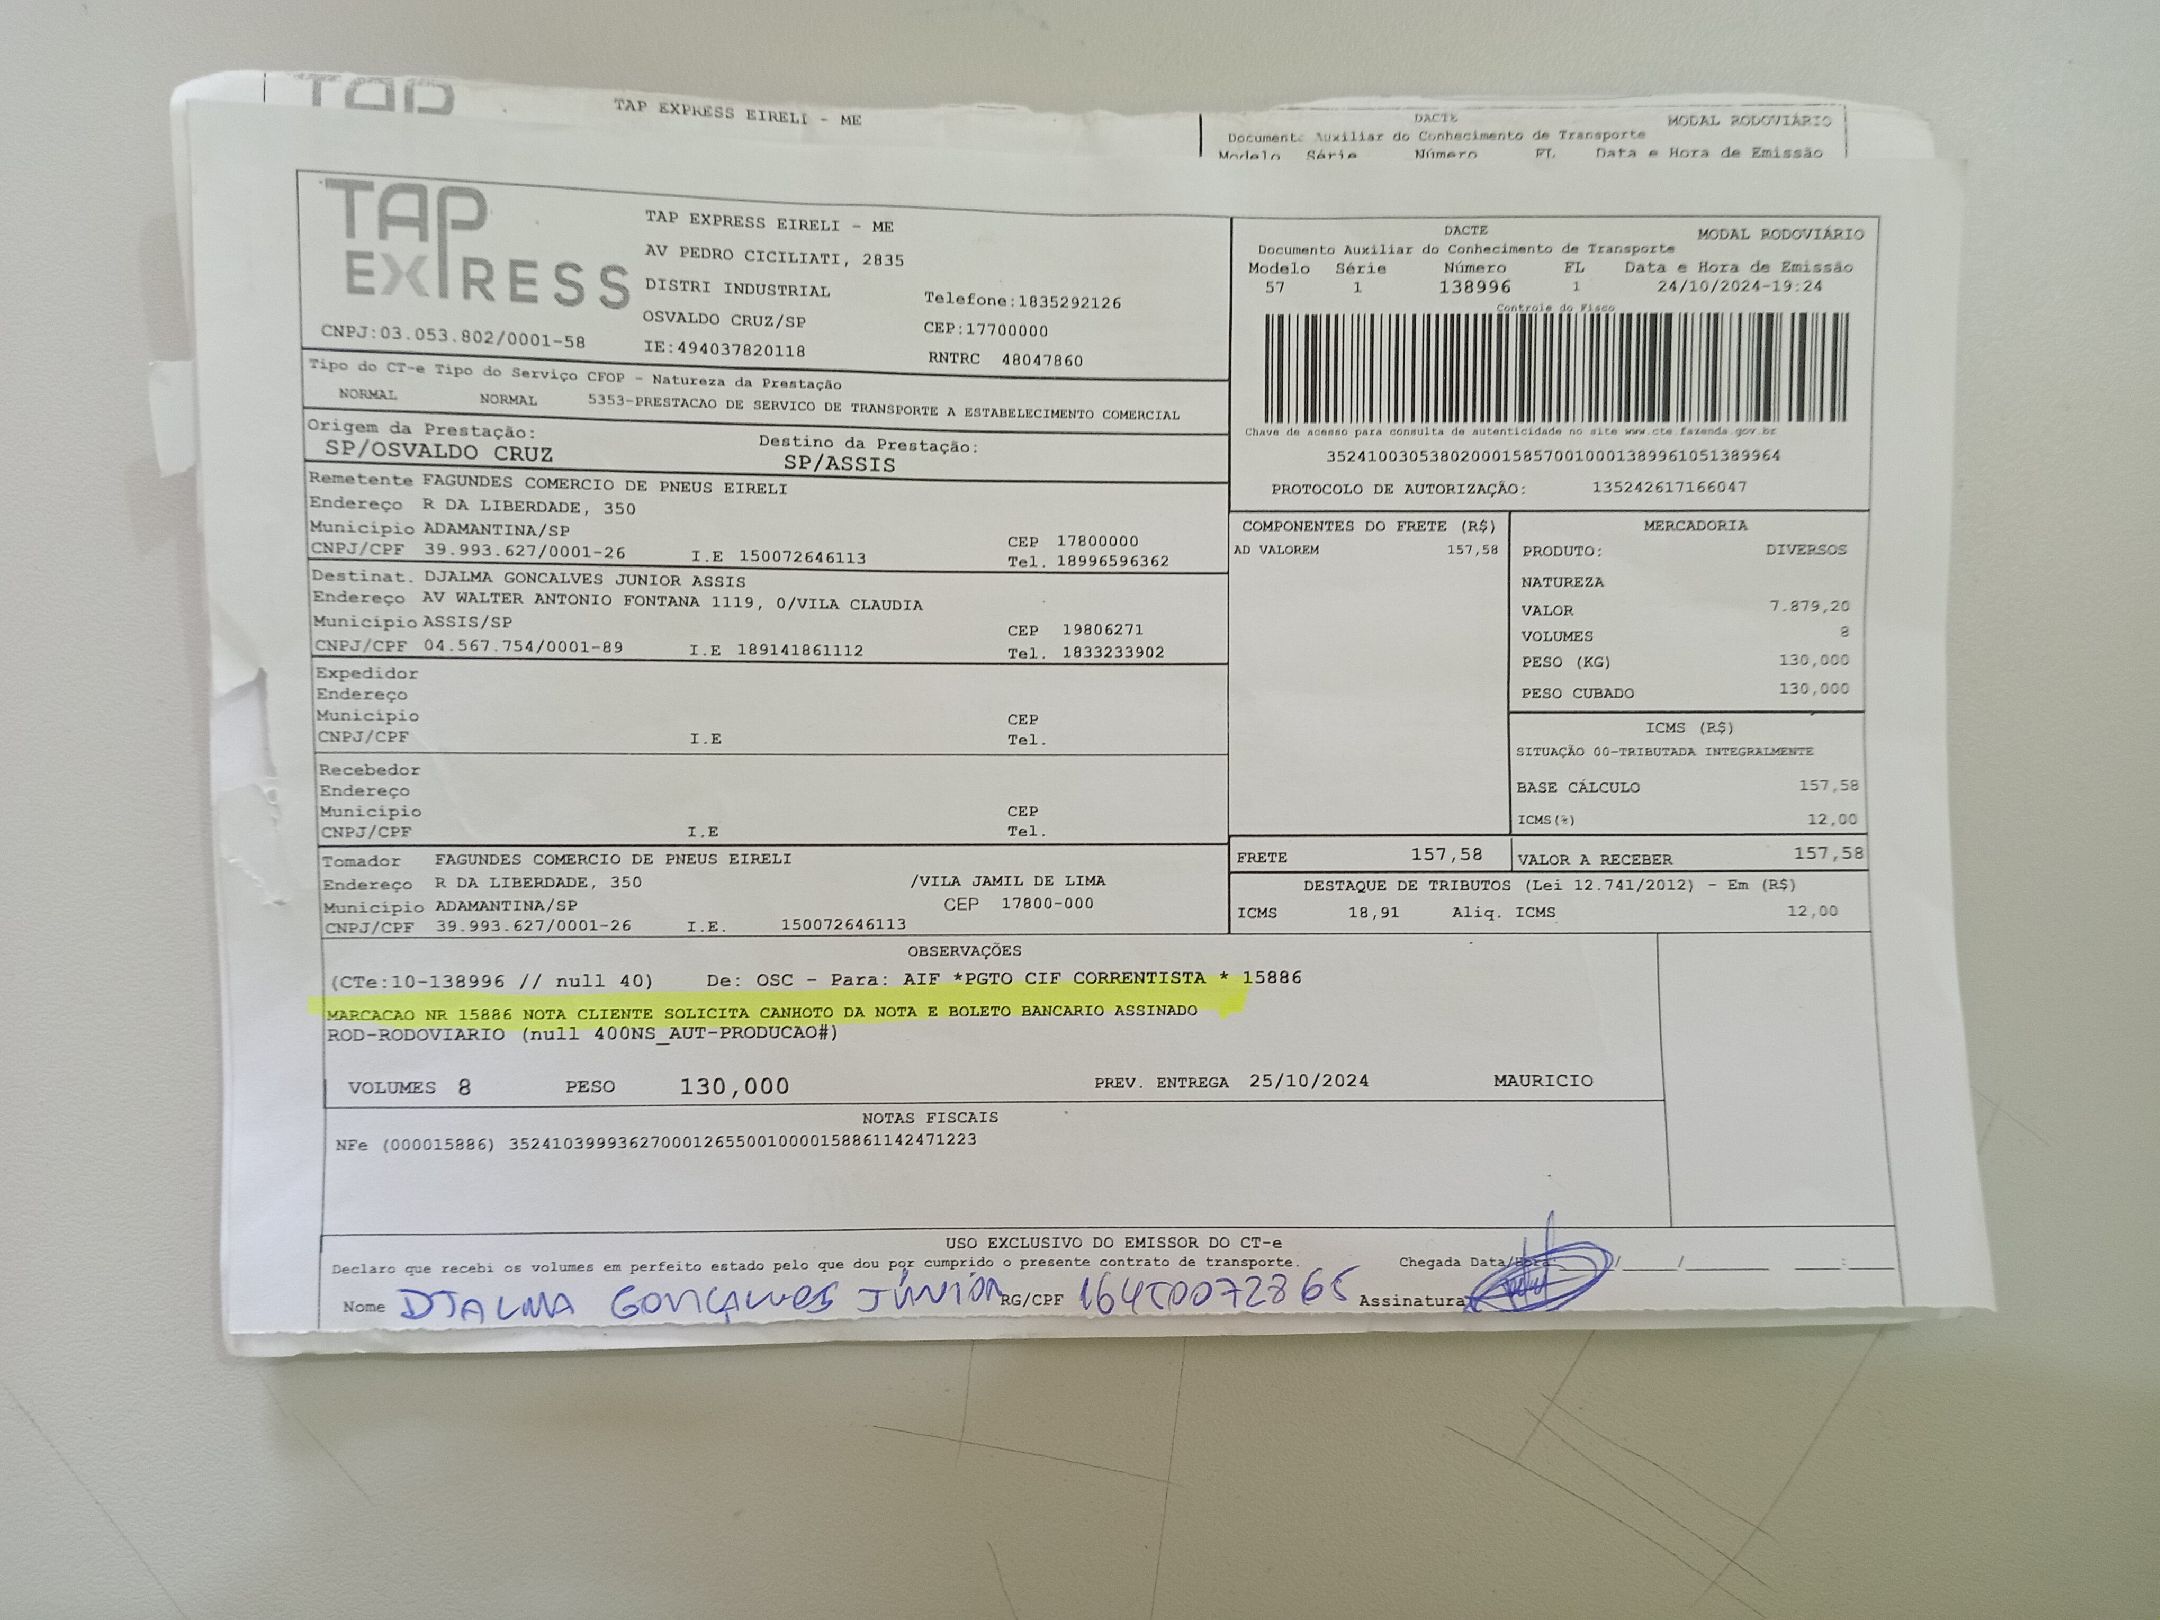 TAP
TAP EXPRESS EIRELI - ME
DACTE
MODAL RODOVIÁRIO
Documento Auxiliar do Conhecimento de Transporte
Modelo Série Número FL Data e Hora de Emissão
TAP EXPRESS
CNPJ:03.053.802/0001-58
TAP EXPRESS EIRELI - ME
AV PEDRO CICILIATI, 2835
DISTRI INDUSTRIAL
OSVALDO CRUZ/SP
IE:494037820118
Telefone:1835292126
CEP:17700000
RNTRC 48047860
DACTE
MODAL RODOVIÁRIO
Documento Auxiliar do Conhecimento de Transporte
Modelo Série Número FL Data e Hora de Emissão
57 1 138996 1 24/10/2024-19:24
Controle do Fisco
Chave de acesso para consulta de autenticidade no site www.cte.fazenda.gov.br
35241003053802000158570010001389961051389964
PROTOCOLO DE AUTORIZAÇÃO: 135242617166047
Tipo do CT-e Tipo do Serviço CFOP - Natureza da Prestação
NORMAL NORMAL 5353-PRESTACAO DE SERVICO DE TRANSPORTE A ESTABELECIMENTO COMERCIAL
Origem da Prestação: Destino da Prestação:
SP/OSVALDO CRUZ SP/ASSIS
Remetente FAGUNDES COMERCIO DE PNEUS EIRELI
Endereço R DA LIBERDADE, 350
Município ADAMANTINA/SP CEP 17800000
CNPJ/CPF 39.993.627/0001-26 I.E 150072646113 Tel. 18996596362
Destinat. DJALMA GONCALVES JUNIOR ASSIS
Endereço AV WALTER ANTONIO FONTANA 1119, 0/VILA CLAUDIA
Município ASSIS/SP CEP 19806271
CNPJ/CPF 04.567.754/0001-89 I.E 189141861112 Tel. 1833233902
Expedidor
Endereço
Município CEP
CNPJ/CPF I.E Tel.
Recebedor
Endereço
Município CEP
CNPJ/CPF I.E Tel.
Tomador FAGUNDES COMERCIO DE PNEUS EIRELI
Endereço R DA LIBERDADE, 350 /VILA JAMIL DE LIMA
Município ADAMANTINA/SP CEP 17800-000
CNPJ/CPF 39.993.627/0001-26 I.E. 150072646113
COMPONENTES DO FRETE (R$)
AD VALOREM 157,58
MERCADORIA
PRODUTO: DIVERSOS
NATUREZA
VALOR 7.879,20
VOLUMES 8
PESO (KG) 130,000
PESO CUBADO 130,000
ICMS (R$)
SITUAÇÃO 00-TRIBUTADA INTEGRALMENTE
BASE CÁLCULO 157,58
ICMS(%) 12,00
FRETE 157,58 VALOR A RECEBER 157,58
DESTAQUE DE TRIBUTOS (Lei 12.741/2012) - Em (R$)
ICMS 18,91 Aliq. ICMS 12,00
OBSERVAÇÕES
(CTe:10-138996 // null 40) De: OSC - Para: AIF *PGTO CIF CORRENTISTA * 15886
MARCACAO NR 15886 NOTA CLIENTE SOLICITA CANHOTO DA NOTA E BOLETO BANCARIO ASSINADO
ROD-RODOVIARIO (null 400NS_AUT-PRODUCAO#)
VOLUMES 8 PESO 130,000 PREV. ENTREGA 25/10/2024 MAURICIO
NOTAS FISCAIS
NFe (000015886) 35241039993627000126550010000158861142471223
USO EXCLUSIVO DO EMISSOR DO CT-e
Declaro que recebi os volumes em perfeito estado pelo que dou por cumprido o presente contrato de transporte. Chegada Data/Hora
Nome DJALMA GONÇALVES JÚNIOR RG/CPF 16450072865 Assinatura